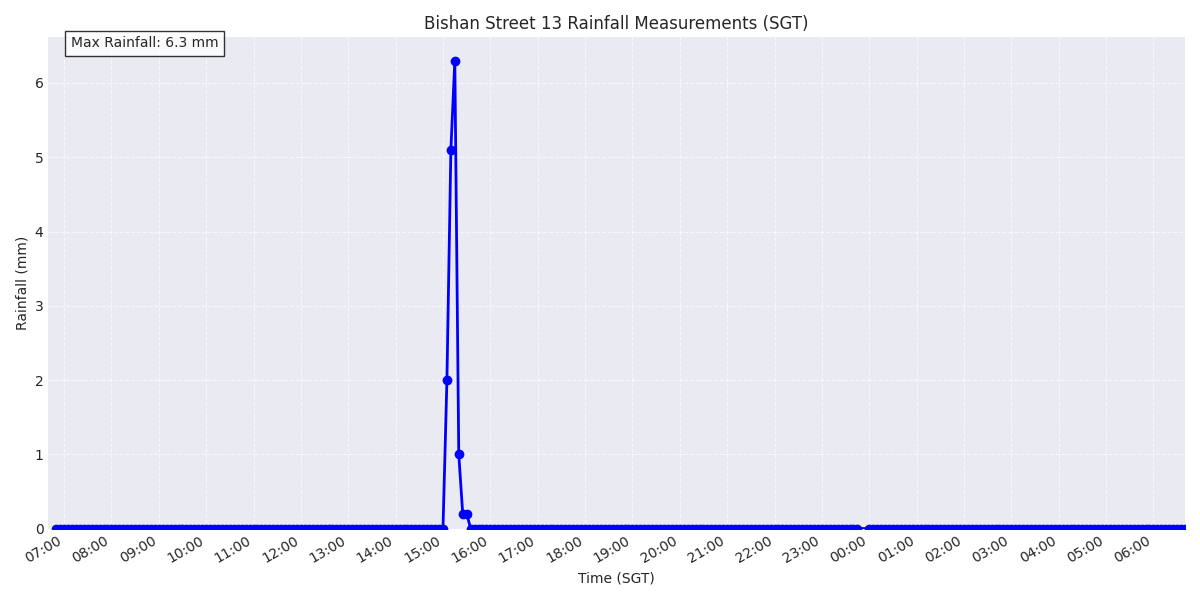 Bishan Street 13 Rainfall Measurements (SGT)
Max Rainfall: 6.3 mm
6
5
4
3
2
1
0
Rainfall (mm)
07:00 08:00 09:00 10:00 11:00 12:00 13:00 14:00 15:00 16:00 17:00 18:00 19:00 20:00 21:00 22:00 23:00 00:00 01:00 02:00 03:00 04:00 05:00 06:00
Time (SGT)